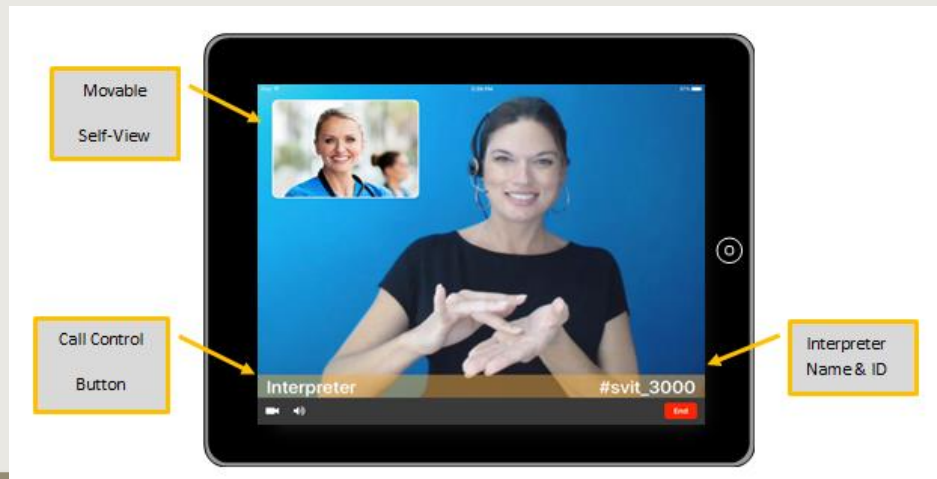 Movable
Self-View
Call Control
Button
Interpreter
Name & ID
Interpreter
#svit_3000
End